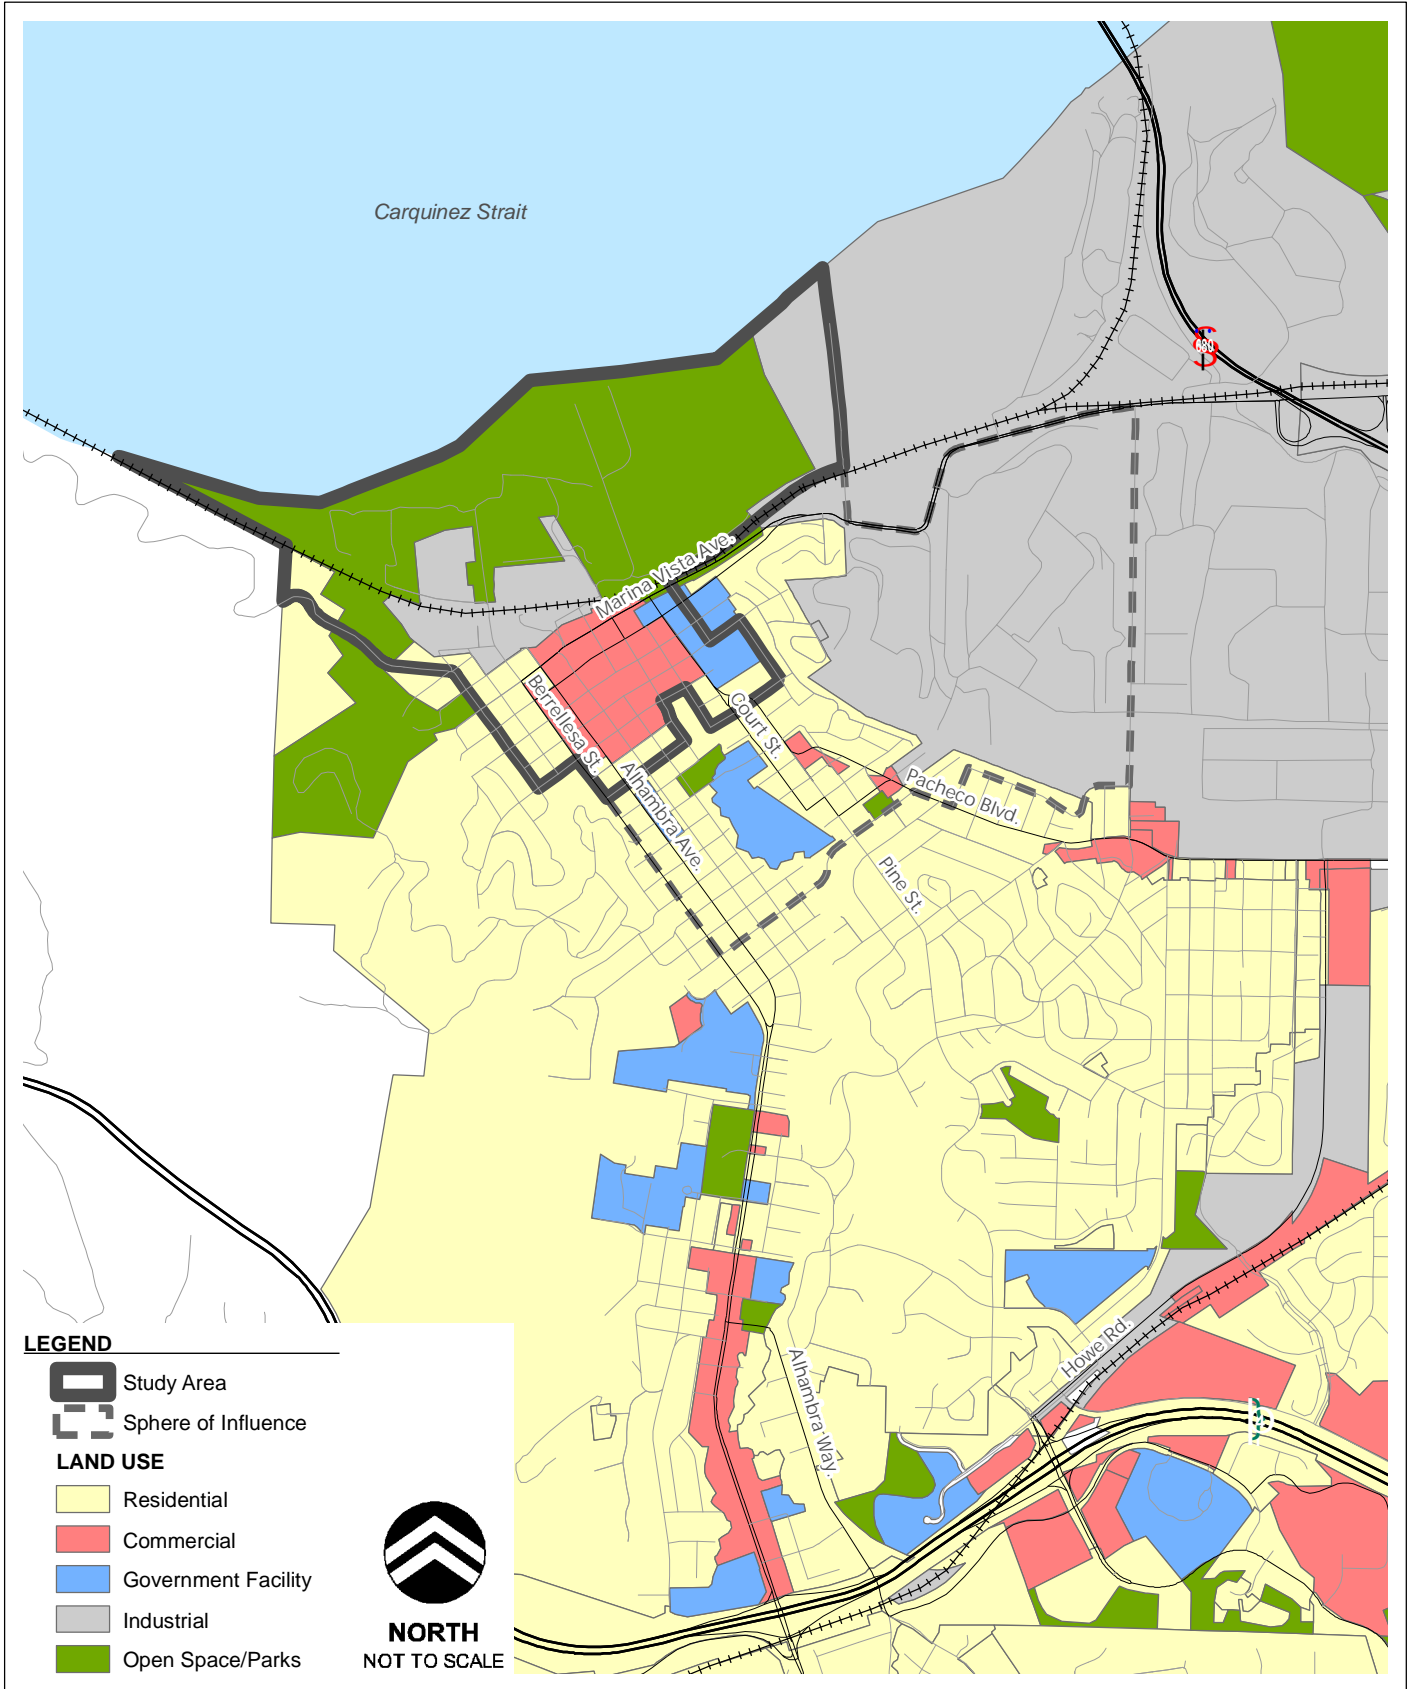 Carquinez Strait
Marina Vista Ave.
Berrellesa St.
Court St.
Alhambra Ave.
Pacheco Blvd.
Pine St.
Howe Rd.
Alhambra Way.
LEGEND
Study Area
Sphere of Influence
LAND USE
Residential
Commercial
Government Facility
Industrial
Open Space/Parks
NORTH
NOT TO SCALE